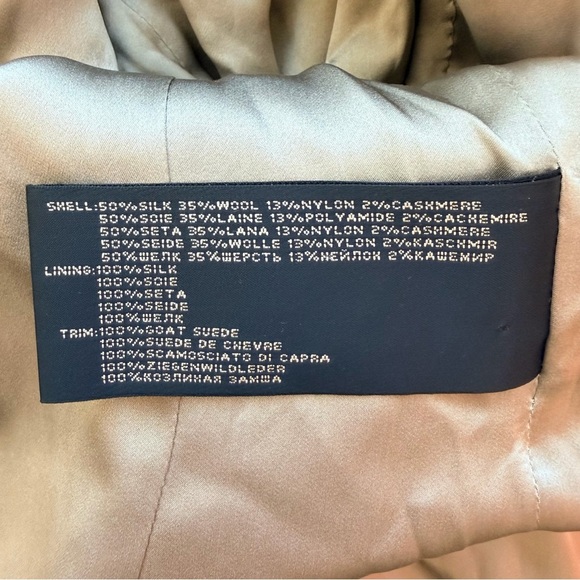 SHELL:50%SILK 35%WOOL 13%NYLON 2%CASHMERE
50%SOIE 35%LAINE 13%POLYAMIDE 2%CACHEMIRE
50%SETA 35%LANA 13%NYLON 2%CASHMERE
50%SEIDE 35%WOLLE 13%NYLON 2%KASCHMIR
50%ШЕЛК 35%ШЕРСТЬ 13%НЕЙЛОН 2%КАШЕМИР
LINING:100%SILK
100%SOIE
100%SETA
100%SEIDE
100%ШЕЛК
TRIM:100%GOAT SUEDE
100%SUEDE DE CHEVRE
100%SCAMOSCIATO DI CAPRA
100%ZIEGENWILDLEDER
100%КОЗЛИНАЯ ЗАМША